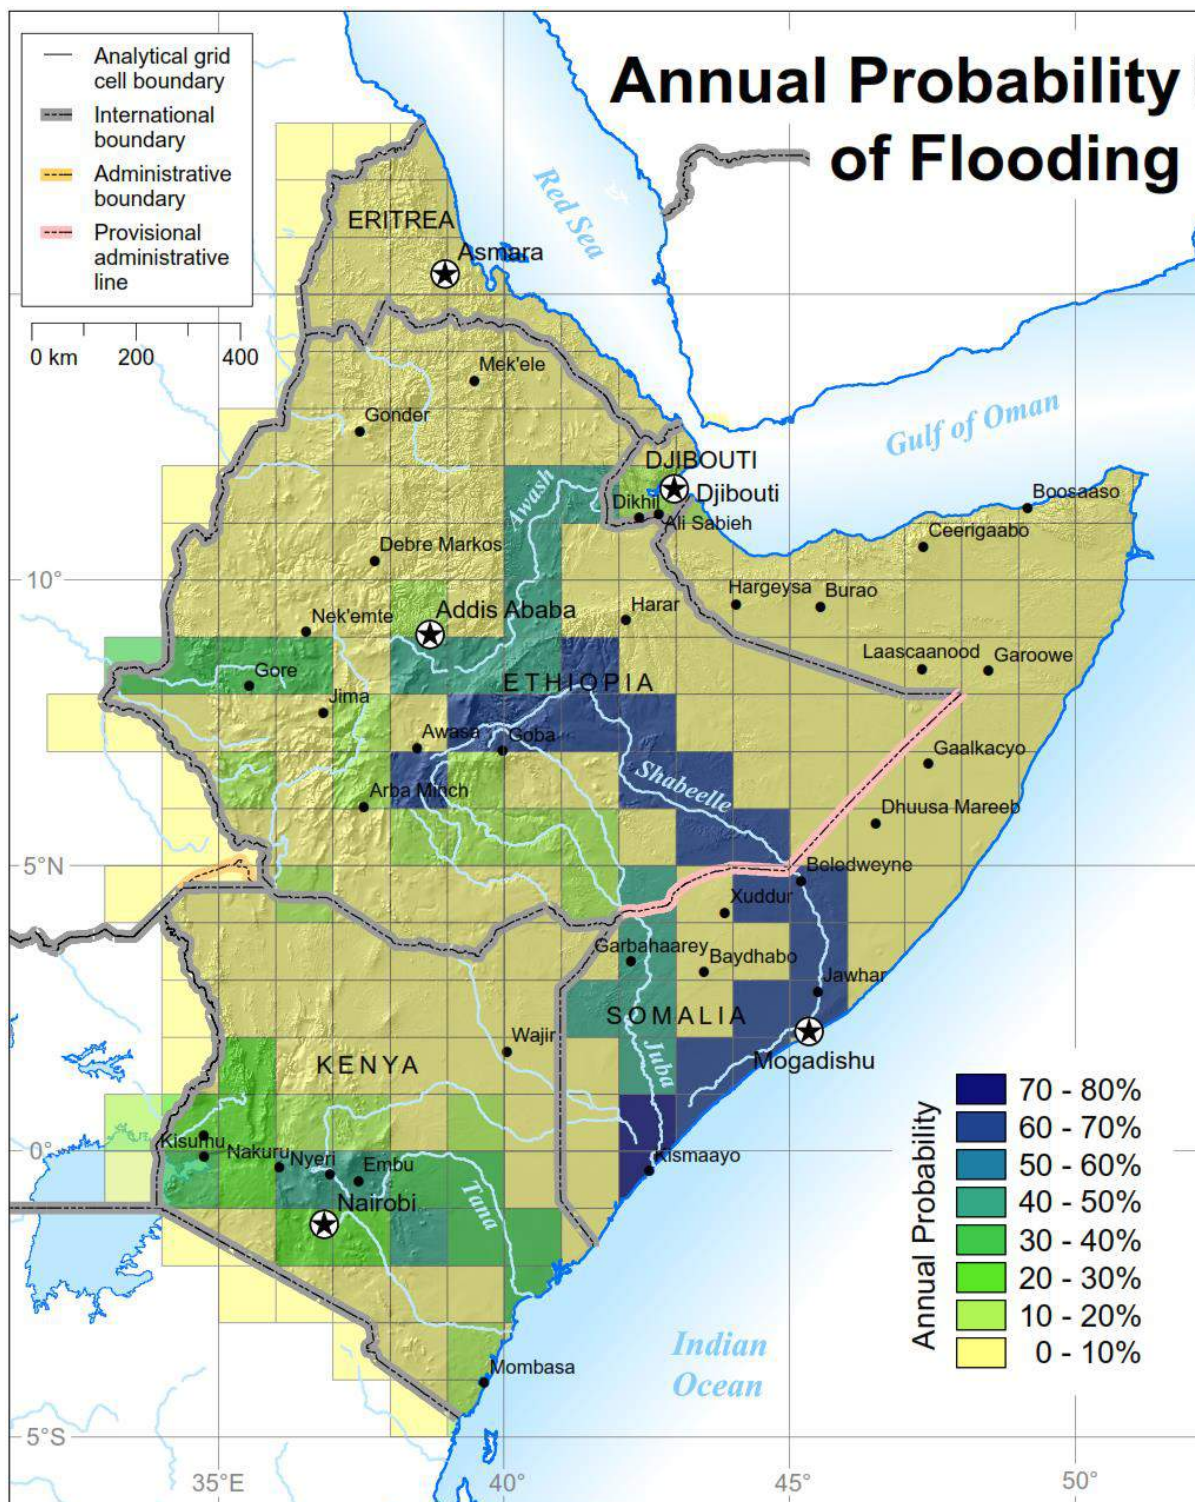 Annual Probability
of Flooding
Analytical grid
cell boundary
International
boundary
Administrative
boundary
Provisional
administrative
line
0 km 200 400
Red Sea
ERITREA
Asmara
Mek'ele
Gonder
Gulf of Oman
DJIBOUTI
Djibouti
Awash
Dikhil
Ali Sabieh
Boosaaso
Ceerigaabo
Debre Markos
10°
Hargeysa
Burao
Nek'emte
Addis Ababa
Harar
Gore
Laascaanood
Garoowe
ETHIOPIA
Jima
Awasa
Goba
Gaalkacyo
Shabeelle
Arba Minch
Dhuusa Mareeb
5°N
Beledweyne
Xuddur
Garbahaarey
Baydhabo
Jawhar
SOMALIA
Wajir
Mogadishu
KENYA
Juba
0°
Kisumu
Nakuru
Nyeri
Embu
Kismaayo
Nairobi
Tana
Indian
Ocean
Mombasa
5°S
35°E
40°
45°
50°
Annual Probability
70 - 80%
60 - 70%
50 - 60%
40 - 50%
30 - 40%
20 - 30%
10 - 20%
0 - 10%